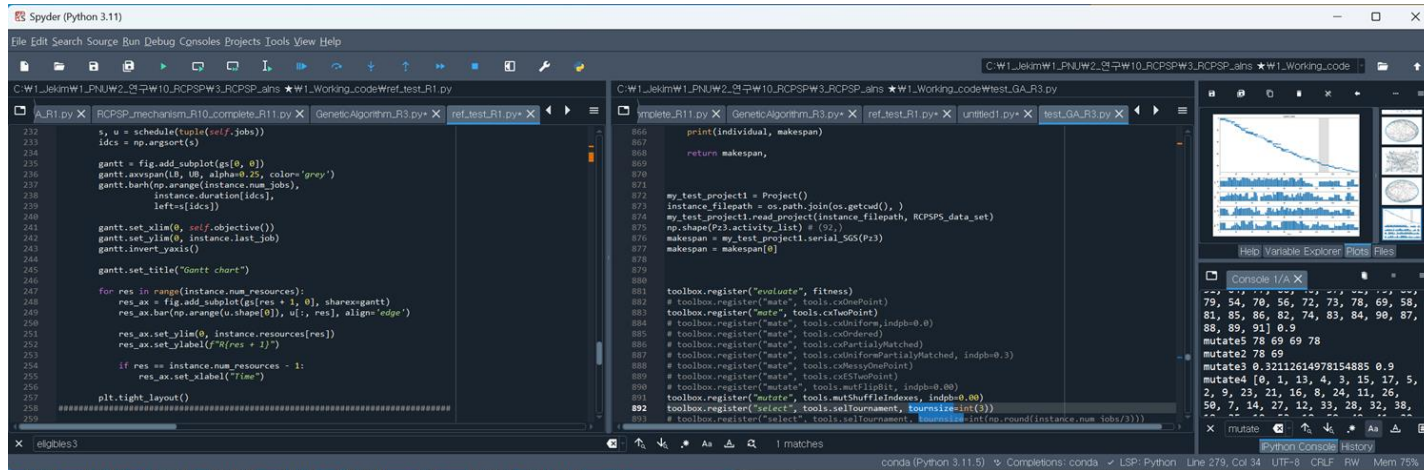 Spyder (Python 3.11)
File Edit Search Source Run Debug Consoles Projects Tools View Help
C:₩1_Jekim₩1_PNU₩2_연구₩10_RCPSP₩3_RCPSP_alns ★₩1_Working_code
C:₩1_Jekim₩1_PNU₩2_연구₩10_RCPSP₩3_RCPSP_alns ★₩1_Working_code₩ref_test_R1.py
A_R1.py X RCPSP_mechanism_R10_complete_R11.py X GeneticAlgorithm_R3.py* X ref_test_R1.py* X
232 s, u = schedule(tuple(self.jobs))
233 idcs = np.argsort(s)
234
235 gantt = fig.add_subplot(gs[0, 0])
236 gantt.axvspan(LB, UB, alpha=0.25, color='grey')
237 gantt.barh(np.arange(instance.num_jobs),
238 instance.duration[idcs],
239 left=s[idcs])
240
241 gantt.set_xlim(0, self.objective())
242 gantt.set_ylim(0, instance.last_job)
243 gantt.invert_yaxis()
244
245 gantt.set_title("Gantt chart")
246
247 for res in range(instance.num_resources):
248 res_ax = fig.add_subplot(gs[res + 1, 0], sharex=gantt)
249 res_ax.bar(np.arange(u.shape[0]), u[:, res], align='edge')
250
251 res_ax.set_ylim(0, instance.resources[res])
252 res_ax.set_ylabel(f"R{res + 1}")
253
254 if res == instance.num_resources - 1:
255 res_ax.set_xlabel("Time")
256
257 plt.tight_layout()
258 ####################################################################
259
C:₩1_Jekim₩1_PNU₩2_연구₩10_RCPSP₩3_RCPSP_alns ★₩1_Working_code₩test_GA_R3.py
mplete_R11.py X GeneticAlgorithm_R3.py* X ref_test_R1.py* X untitled1.py* X test_GA_R3.py X
866 print(individual, makespan)
867
868 return makespan,
869
870
871
872 my_test_project1 = Project()
873 instance_filepath = os.path.join(os.getcwd(), )
874 my_test_project1.read_project(instance_filepath, RCPSPS_data_set)
875 np.shape(Pz3.activity_list) # (92,)
876 makespan = my_test_project1.serial_SGS(Pz3)
877 makespan = makespan[0]
878
879
880
881 toolbox.register("evaluate", fitness)
882 # toolbox.register("mate", tools.cxOnePoint)
883 toolbox.register("mate", tools.cxTwoPoint)
884 # toolbox.register("mate", tools.cxUniform,indpb=0.0)
885 # toolbox.register("mate", tools.cxOrdered)
886 # toolbox.register("mate", tools.cxPartialyMatched)
887 # toolbox.register("mate", tools.cxUniformPartialyMatched, indpb=0.3)
888 # toolbox.register("mate", tools.cxMessyOnePoint)
889 # toolbox.register("mate", tools.cxESTwoPoint)
890 # toolbox.register("mutate", tools.mutFlipBit, indpb=0.00)
891 toolbox.register("mutate", tools.mutShuffleIndexes, indpb=0.00)
892 toolbox.register("select", tools.selTournament, tournsize=int(3))
893 # toolbox.register("select", tools.selTournament, tournsize=int(np.round(instance.num_jobs/3)))
Help Variable Explorer Plots Files
Console 1/A X
79, 54, 70, 56, 72, 73, 78, 69, 58,
81, 85, 86, 82, 74, 83, 84, 90, 87,
88, 89, 91] 0.9
mutate5 78 69 69 78
mutate2 78 69
mutate3 0.32112614978154885 0.9
mutate4 [0, 1, 13, 4, 3, 15, 17, 5,
2, 9, 23, 21, 16, 8, 24, 11, 26,
50, 7, 14, 27, 12, 33, 28, 32, 38,
X eligibles3 Aa 1 matches
X mutate Aa
IPython Console History
conda (Python 3.11.5) Completions: conda LSP: Python Line 279, Col 34 UTF-8 CRLF RW Mem 75%